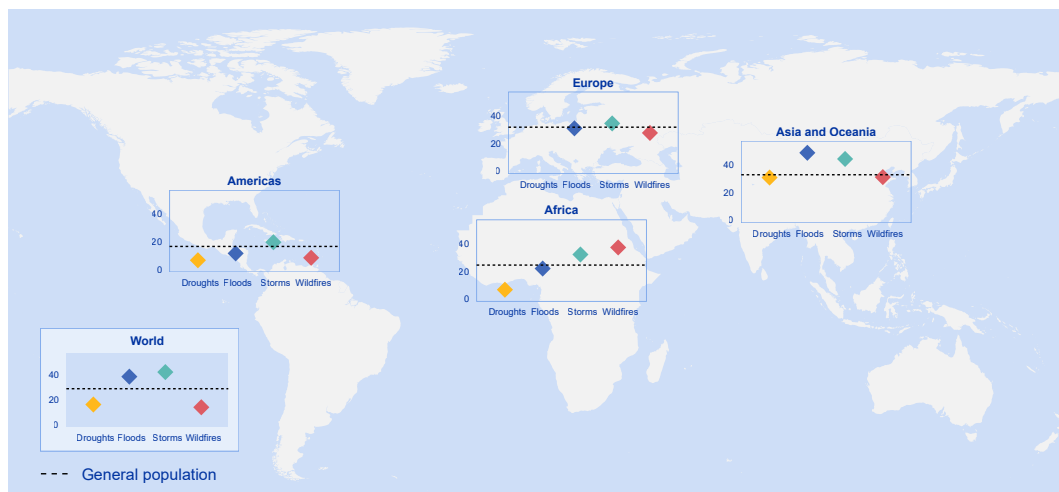 Europe
40
20
0
Droughts Floods Storms Wildfires
Asia and Oceania
40
20
0
Droughts Floods Storms Wildfires
Americas
40
20
0
Droughts Floods Storms Wildfires
Africa
40
20
0
Droughts Floods Storms Wildfires
World
40
20
0
Droughts Floods Storms Wildfires
General population